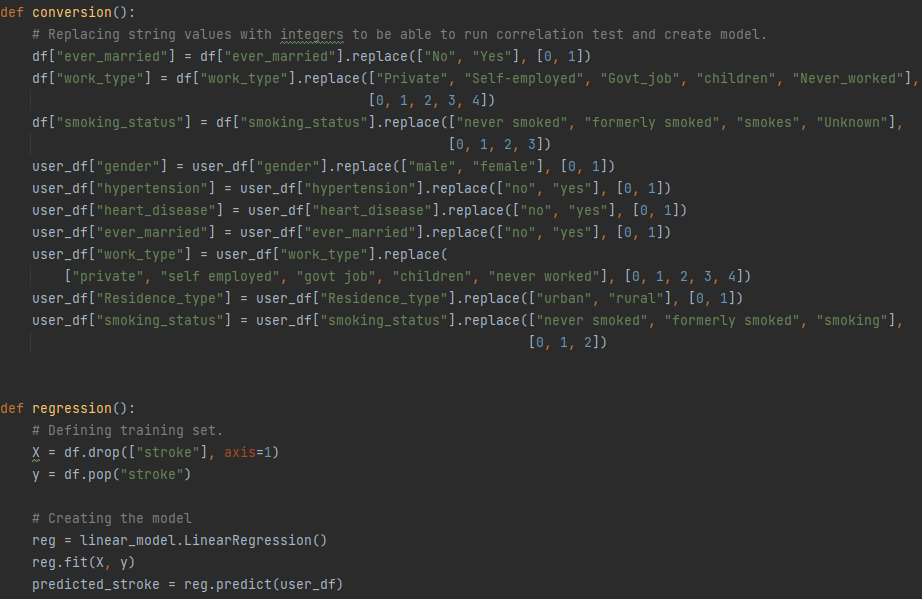 def conversion():
    # Replacing string values with integers to be able to run correlation test and create model.
    df["ever_married"] = df["ever_married"].replace(["No", "Yes"], [0, 1])
    df["work_type"] = df["work_type"].replace(["Private", "Self-employed", "Govt_job", "children", "Never_worked"],
                                              [0, 1, 2, 3, 4])
    df["smoking_status"] = df["smoking_status"].replace(["never smoked", "formerly smoked", "smokes", "Unknown"],
                                                        [0, 1, 2, 3])
    user_df["gender"] = user_df["gender"].replace(["male", "female"], [0, 1])
    user_df["hypertension"] = user_df["hypertension"].replace(["no", "yes"], [0, 1])
    user_df["heart_disease"] = user_df["heart_disease"].replace(["no", "yes"], [0, 1])
    user_df["ever_married"] = user_df["ever_married"].replace(["no", "yes"], [0, 1])
    user_df["work_type"] = user_df["work_type"].replace(
        ["private", "self employed", "govt job", "children", "never worked"], [0, 1, 2, 3, 4])
    user_df["Residence_type"] = user_df["Residence_type"].replace(["urban", "rural"], [0, 1])
    user_df["smoking_status"] = user_df["smoking_status"].replace(["never smoked", "formerly smoked", "smoking"],
                                                                  [0, 1, 2])
def regression():
    # Defining training set.
    X = df.drop(["stroke"], axis=1)
    y = df.pop("stroke")
    # Creating the model
    reg = linear_model.LinearRegression()
    reg.fit(X, y)
    predicted_stroke = reg.predict(user_df)